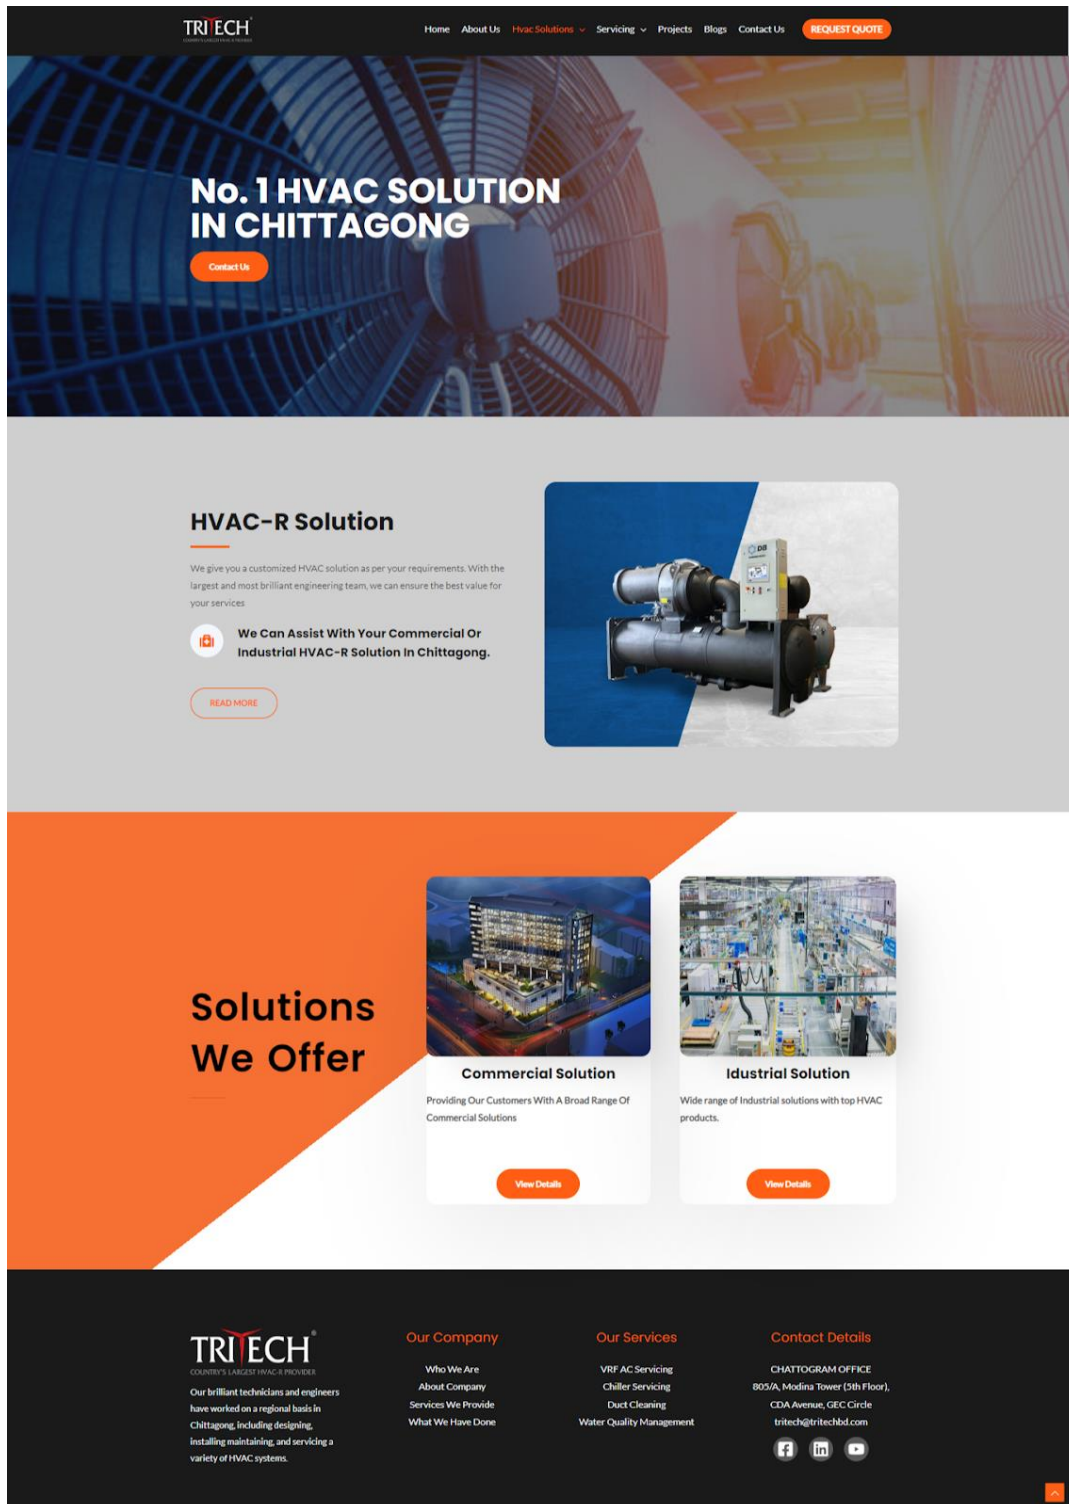 TRITECH
Home About Us Hvac Solutions Servicing Projects Blogs Contact Us REQUEST QUOTE
No. 1 HVAC SOLUTION
IN CHITTAGONG
Contact Us
HVAC-R Solution
We give you a customized HVAC solution as per your requirements. With the
largest and most brilliant engineering team, we can ensure the best value for
your services
We Can Assist With Your Commercial Or
Industrial HVAC-R Solution In Chittagong.
READ MORE
DB
Solutions
We Offer
Commercial Solution
Providing Our Customers With A Broad Range Of
Commercial Solutions
View Details
Idustrial Solution
Wide range of Industrial solutions with top HVAC
products.
View Details
TRITECH®
COUNTRY'S LARGEST HVAC-R PROVIDER
Our brilliant technicians and engineers
have worked on a regional basis in
Chittagong, including designing,
installing maintaining, and servicing a
variety of HVAC systems.
Our Company
Who We Are
About Company
Services We Provide
What We Have Done
Our Services
VRF AC Servicing
Chiller Servicing
Duct Cleaning
Water Quality Management
Contact Details
CHATTOGRAM OFFICE
805/A, Modina Tower (5th Floor),
CDA Avenue, GEC Circle
tritech@tritechbd.com